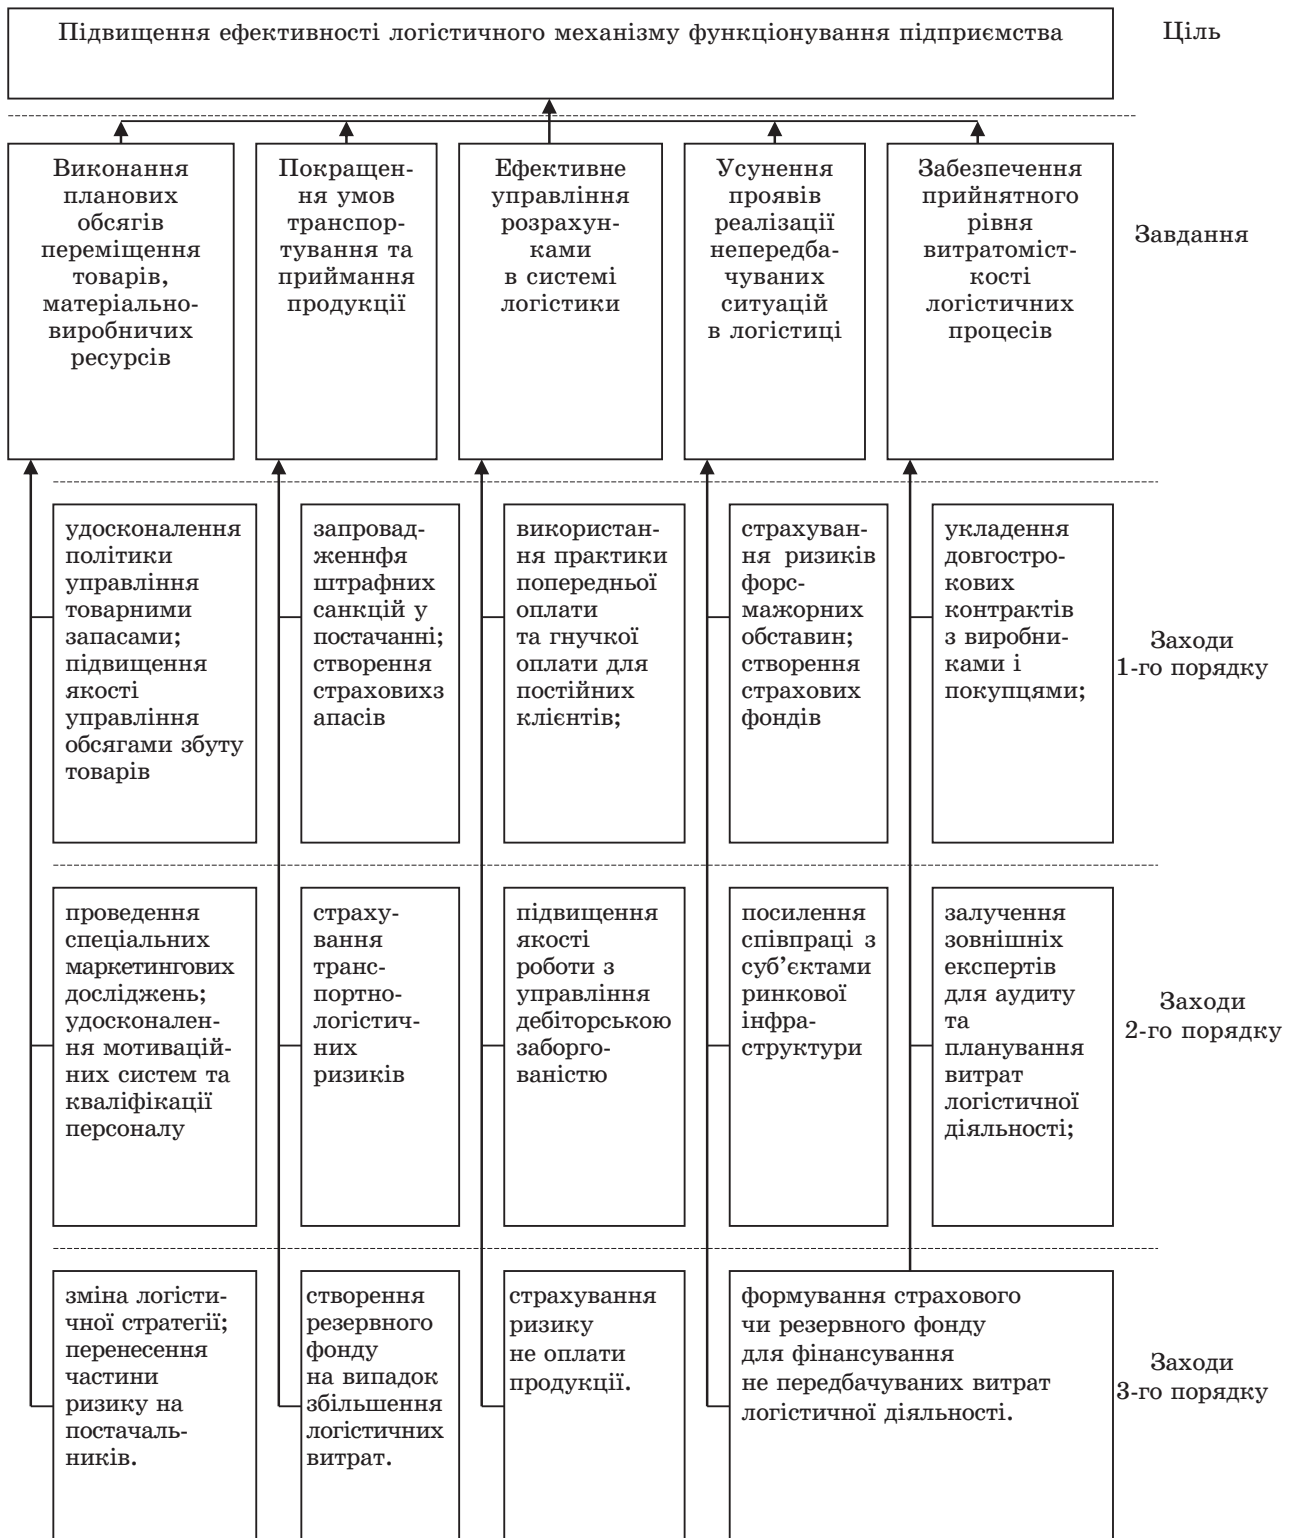 Підвищення ефективності логістичного механізму функціонування підприємства
Ціль
Виконання
планових
обсягів
переміщення
товарів,
матеріально-
виробничих
ресурсів
Покращен-
ня умов
транспор-
тування та
приймання
продукції
Ефективне
управління
розрахун-
ками
в системі
логістики
Усунення
проявів
реалізації
непередба-
чуваних
ситуацій
в логістиці
Забезпечення
прийнятного
рівня
витратоміст-
кості
логістичних
процесів
Завдання
удосконалення
політики
управління
товарними
запасами;
підвищення
якості
управління
обсягами збуту
товарів
запровад-
женнфя
штрафних
санкцій у
постачанні;
створення
страховихз
апасів
використан-
ня практики
попередньої
оплати
та гнучкої
оплати для
постійних
клієнтів;
страхуван-
ня ризиків
форс-
мажорних
обставин;
створення
страхових
фондів
укладення
довгостро-
кових
контрактів
з виробни-
ками і
покупцями;
Заходи
1-го порядку
проведення
спеціальних
маркетингових
досліджень;
удосконален-
ня мотивацій-
них систем та
кваліфікації
персоналу
страху-
вання
транс-
портно-
логістич-
них
ризиків
підвищення
якості
роботи з
управління
дебіторською
заборго-
ваністю
посилення
співпраці з
суб’єктами
ринкової
інфра-
структури
залучення
зовнішніх
експертів
для аудиту
та
планування
витрат
логістичної
діяльності;
Заходи
2-го порядку
зміна логісти-
чної стратегії;
перенесення
частини
ризику на
постачаль-
ників.
створення
резервного
фонду
на випадок
збільшення
логістичних
витрат.
страхування
ризику
не оплати
продукції.
формування страхового
чи резервного фонду
для фінансування
не передбачуваних витрат
логістичної діяльності.
Заходи
3-го порядку